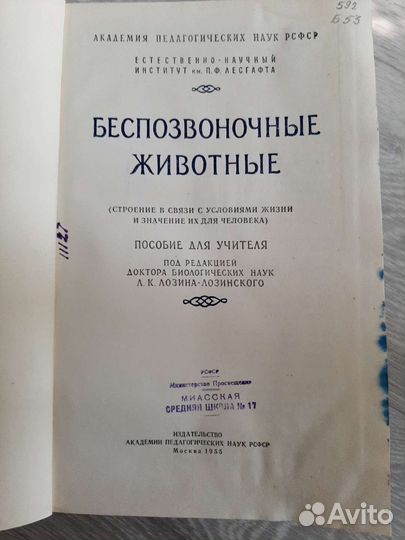 592
Б 53
АКАДЕМИЯ ПЕДАГОГИЧЕСКИХ НАУК РСФСР
ЕСТЕСТВЕННО-НАУЧНЫЙ
ИНСТИТУТ им. П.Ф. ЛЕСГАФТА
БЕСПОЗВОНОЧНЫЕ
ЖИВОТНЫЕ
(СТРОЕНИЕ В СВЯЗИ С УСЛОВИЯМИ ЖИЗНИ
И ЗНАЧЕНИЕ ИХ ДЛЯ ЧЕЛОВЕКА)
ПОСОБИЕ ДЛЯ УЧИТЕЛЯ
ПОД РЕДАКЦИЕЙ
ДОКТОРА БИОЛОГИЧЕСКИХ НАУК
Л. К. ЛОЗИНА-ЛОЗИНСКОГО
РСФСР
Министерство Просвещения
МИАССКАЯ
СРЕДНЯЯ ШКОЛА № 17
ИЗДАТЕЛЬСТВО
АКАДЕМИИ ПЕДАГОГИЧЕСКИХ НАУК РСФСР
Москва 1955
Avito